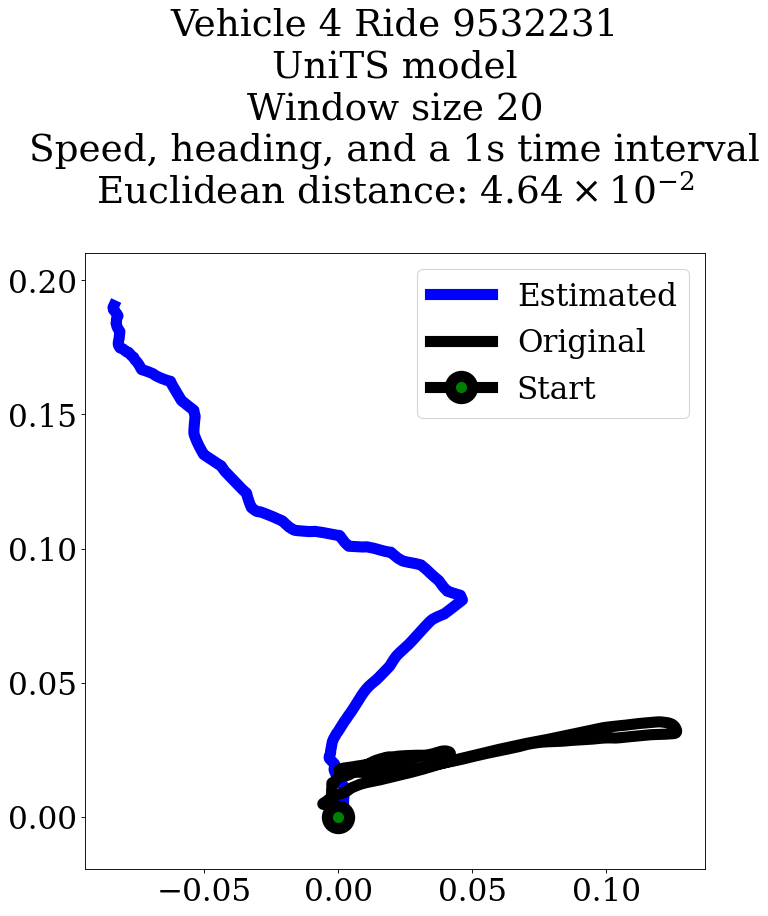 Vehicle 4 Ride 9532231
UniTS model
Window size 20
Speed, heading, and a 1s time interval
Euclidean distance: 4.64 × 10⁻²
Estimated
Original
Start
0.20
0.15
0.10
0.05
0.00
−0.05 0.00 0.05 0.10